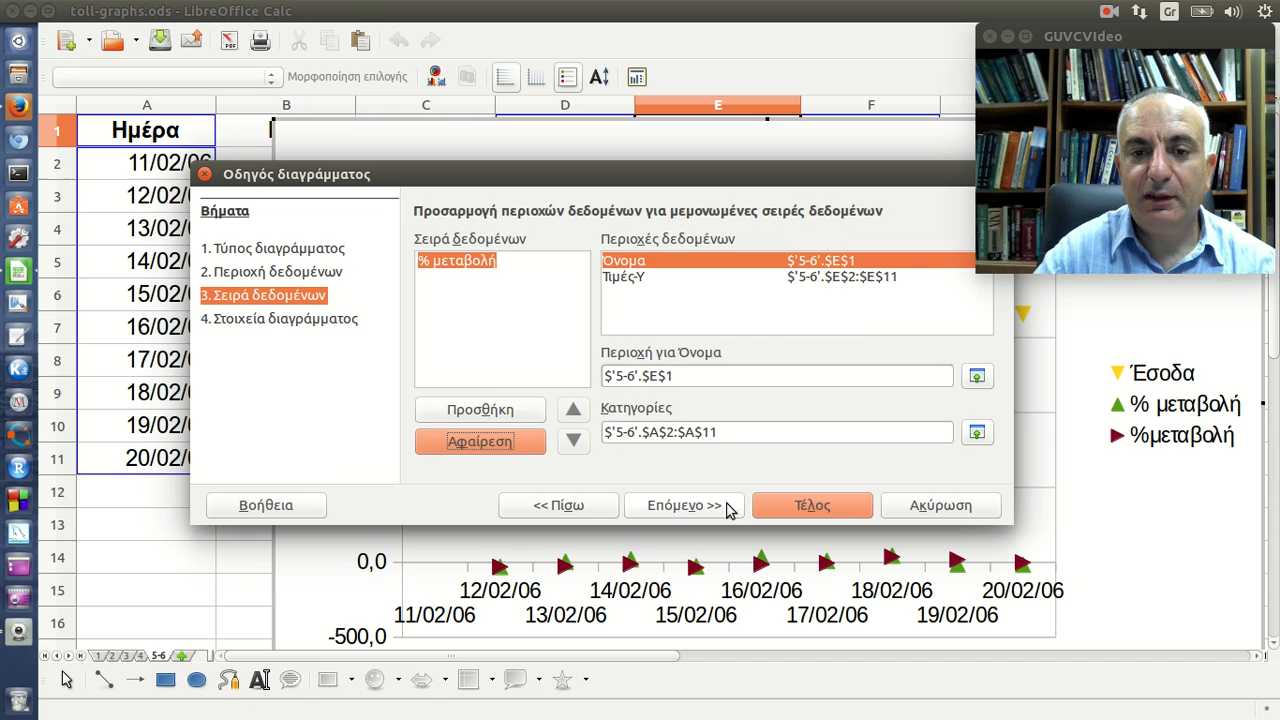 toll-graphs.ods - LibreOffice Calc
Gr
GUVCVIdeo
Μορφοποίηση επιλογής
A B C D E F
1 Ημέρα
2 11/02/06
3 12/02/
4 13/02/
5 14/02/
6 15/02/
7 16/02/
8 17/02/
9 18/02/
10 19/02/
11 20/02/
12
13
14
15
16
Οδηγός διαγράμματος
Βήματα
1. Τύπος διαγράμματος
2. Περιοχή δεδομένων
3. Σειρά δεδομένων
4. Στοιχεία διαγράμματος
Προσαρμογή περιοχών δεδομένων για μεμονωμένες σειρές δεδομένων
Σειρά δεδομένων
% μεταβολή
Περιοχές δεδομένων
Όνομα $'5-6'.$E$1
Τιμές-Y $'5-6'.$E$2:$E$11
Περιοχή για Όνομα
$'5-6'.$E$1
Προσθήκη
Αφαίρεση
Κατηγορίες
$'5-6'.$A$2:$A$11
Βοήθεια
<< Πίσω
Επόμενο >>
Τέλος
Ακύρωση
Έσοδα
% μεταβολή
%μεταβολή
0,0
12/02/06 14/02/06 16/02/06 18/02/06 20/02/06
11/02/06 13/02/06 15/02/06 17/02/06 19/02/06
-500,0
1 2 3 4 5-6